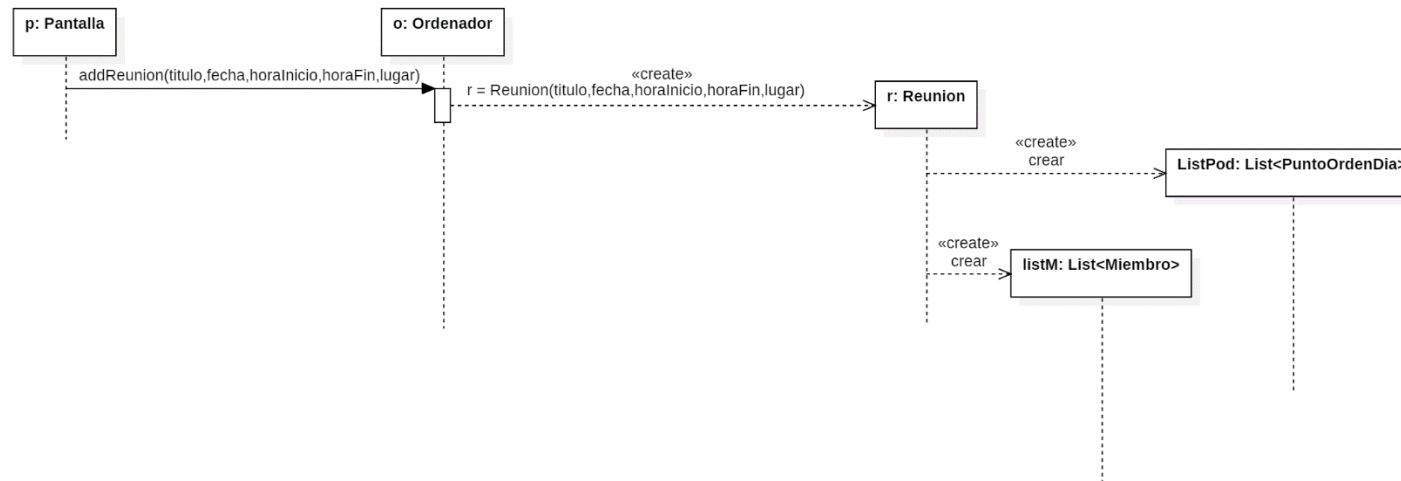 p: Pantalla
o: Ordenador
addReunion(titulo,fecha,horaInicio,horaFin,lugar)
«create»
r = Reunion(titulo,fecha,horaInicio,horaFin,lugar)
r: Reunion
«create»
crear
ListPod: List<PuntoOrdenDia>
«create»
crear
listM: List<Miembro>